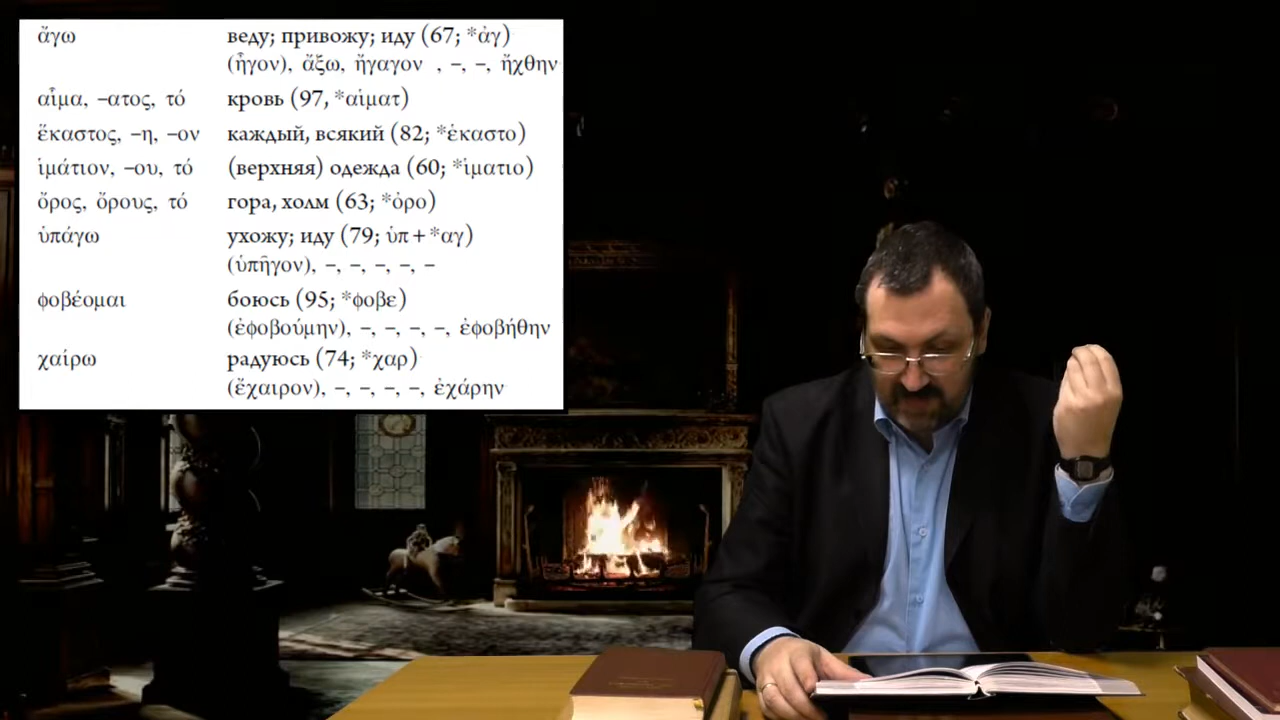 ἄγω веду; привожу; иду (67; *ἀγ)
(ἦγον), ἄξω, ἤγαγον , –, –, ἤχθην
αἷμα, –ατος, τό кровь (97, *αἱματ)
ἕκαστος, –η, –ον каждый, всякий (82; *ἑκαστο)
ἱμάτιον, –ου, τό (верхняя) одежда (60; *ἱματιο)
ὄρος, ὄρους, τό гора, холм (63; *ὀρο)
ὑπάγω ухожу; иду (79; ὑπ + *αγ)
(ὑπῆγον), –, –, –, –, –
φοβέομαι боюсь (95; *φοβε)
(ἐφοβούμην), –, –, –, –, ἐφοβήθην
χαίρω радуюсь (74; *χαρ)
(ἔχαιρον), –, –, –, –, ἐχάρην